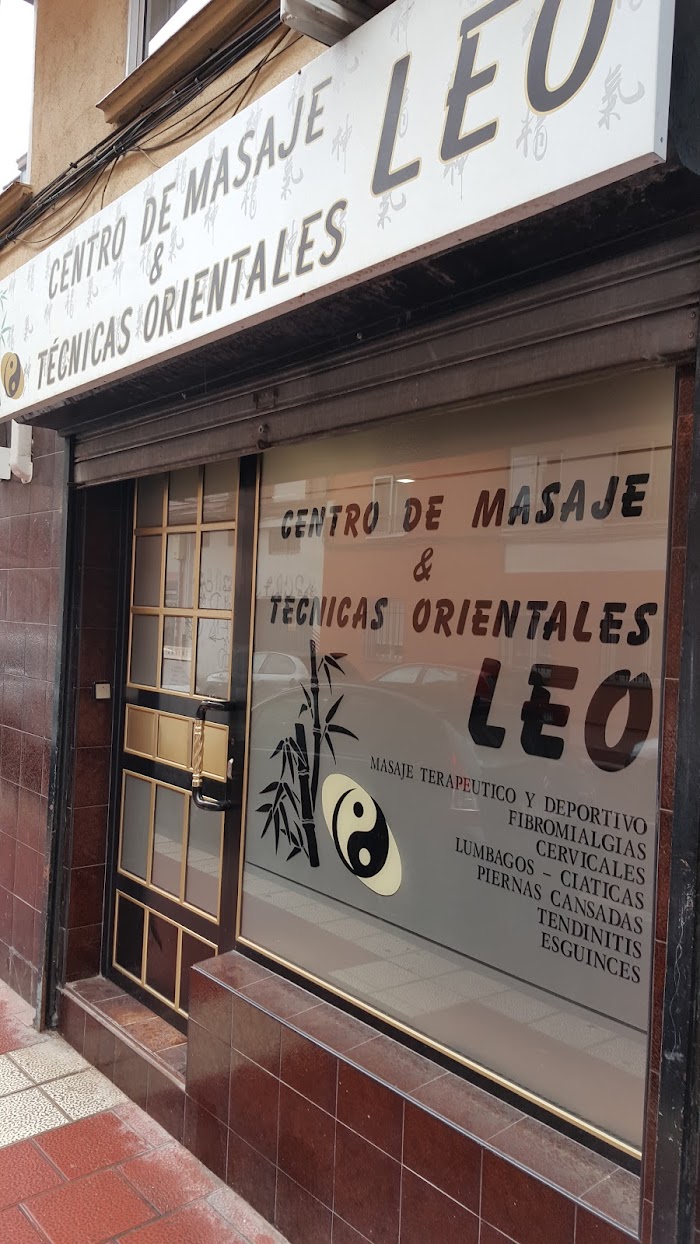 CENTRO DE MASAJE
&
TÉCNICAS ORIENTALES
LEO
CENTRO DE MASAJE
&
TECNICAS ORIENTALES
LEO
MASAJE TERAPEUTICO Y DEPORTIVO
FIBROMIALGIAS
CERVICALES
LUMBAGOS - CIATICAS
PIERNAS CANSADAS
TENDINITIS
ESGUINCES